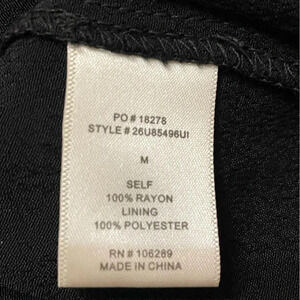 PO # 18278
STYLE # 26U85496UI
M
SELF
100% RAYON
LINING
100% POLYESTER
RN # 106289
MADE IN CHINA